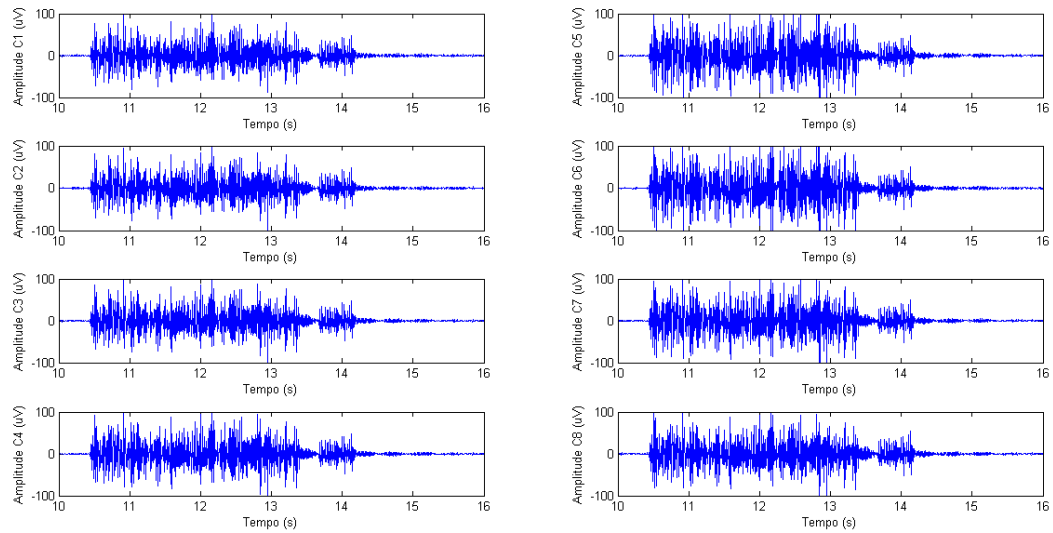 Amplitude C1 (uV)
100
0
-100
10 11 12 13 14 15 16
Tempo (s)
Amplitude C2 (uV)
100
0
-100
10 11 12 13 14 15 16
Tempo (s)
Amplitude C3 (uV)
100
0
-100
10 11 12 13 14 15 16
Tempo (s)
Amplitude C4 (uV)
100
0
-100
10 11 12 13 14 15 16
Tempo (s)
Amplitude C5 (uV)
100
0
-100
10 11 12 13 14 15 16
Tempo (s)
Amplitude C6 (uV)
100
0
-100
10 11 12 13 14 15 16
Tempo (s)
Amplitude C7 (uV)
100
0
-100
10 11 12 13 14 15 16
Tempo (s)
Amplitude C8 (uV)
100
0
-100
10 11 12 13 14 15 16
Tempo (s)